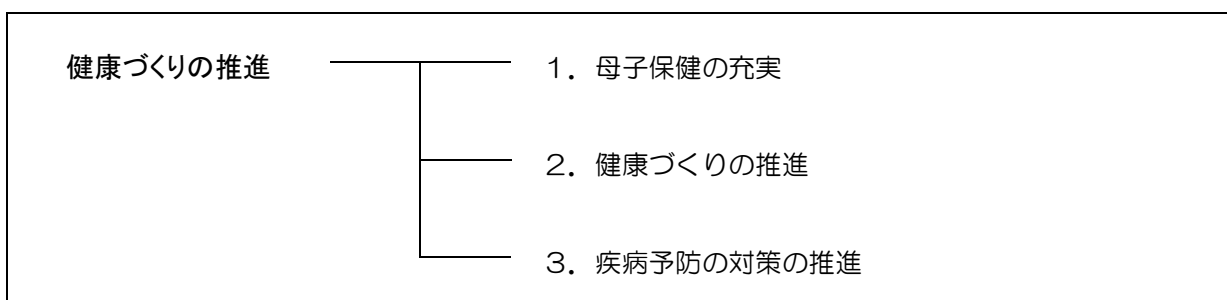 健康づくりの推進
１．母子保健の充実
２．健康づくりの推進
３．疾病予防の対策の推進